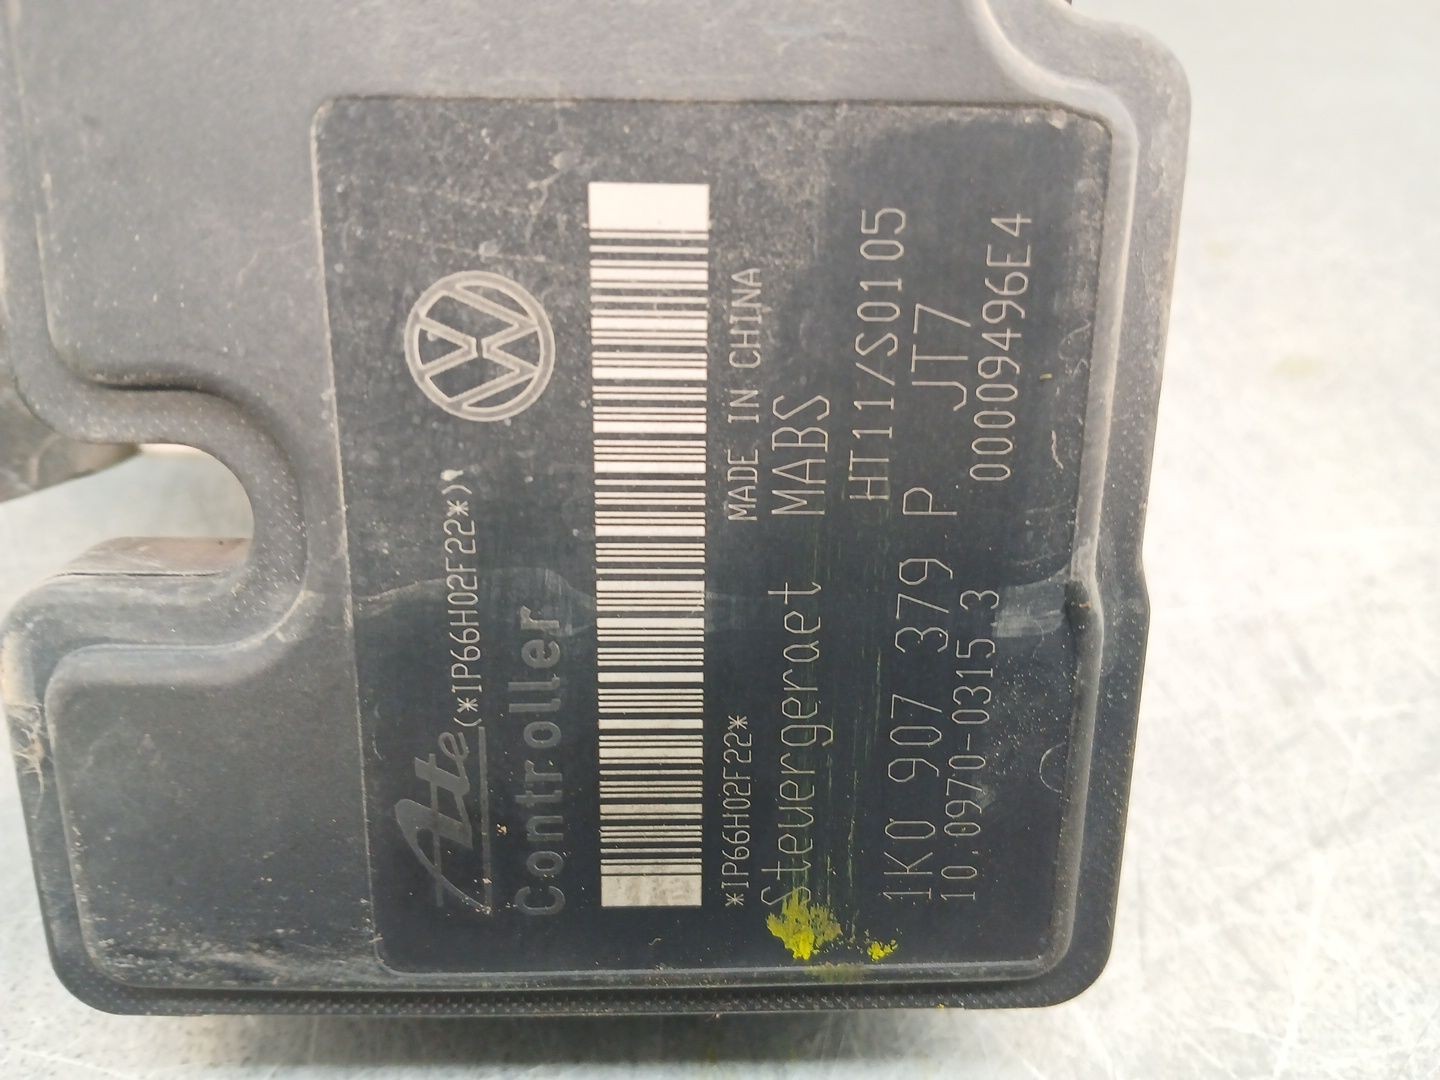 Ate (*IP66H02F22*)
Controller
*IP66H02F22* MADE IN CHINA
Steuergeraet MABS
HT11/S0105
1K0 907 379 P JT7
10.0970-0315.3 00009496E4